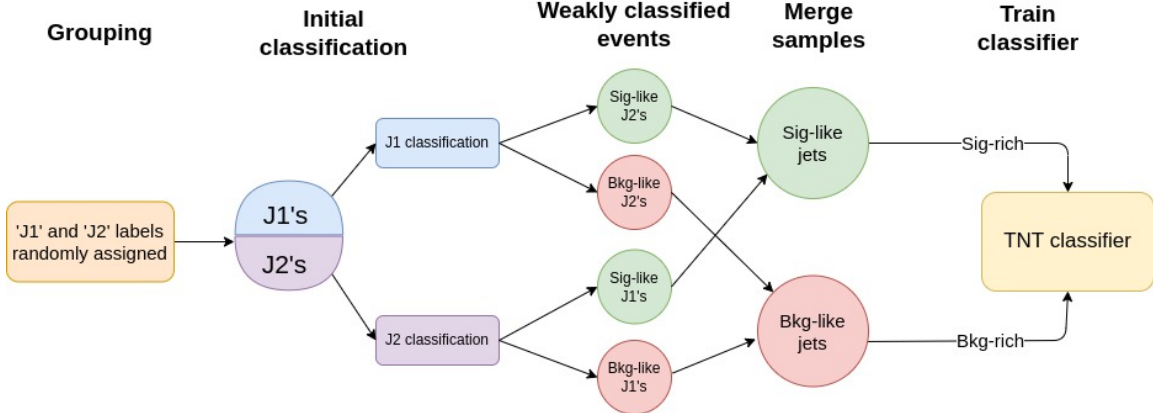 Grouping
Initial
classification
Weakly classified
events
Merge
samples
Train
classifier
'J1' and 'J2' labels
randomly assigned
J1's
J2's
J1 classification
J2 classification
Sig-like
J2's
Bkg-like
J2's
Sig-like
J1's
Bkg-like
J1's
Sig-like
jets
Bkg-like
jets
Sig-rich
Bkg-rich
TNT classifier